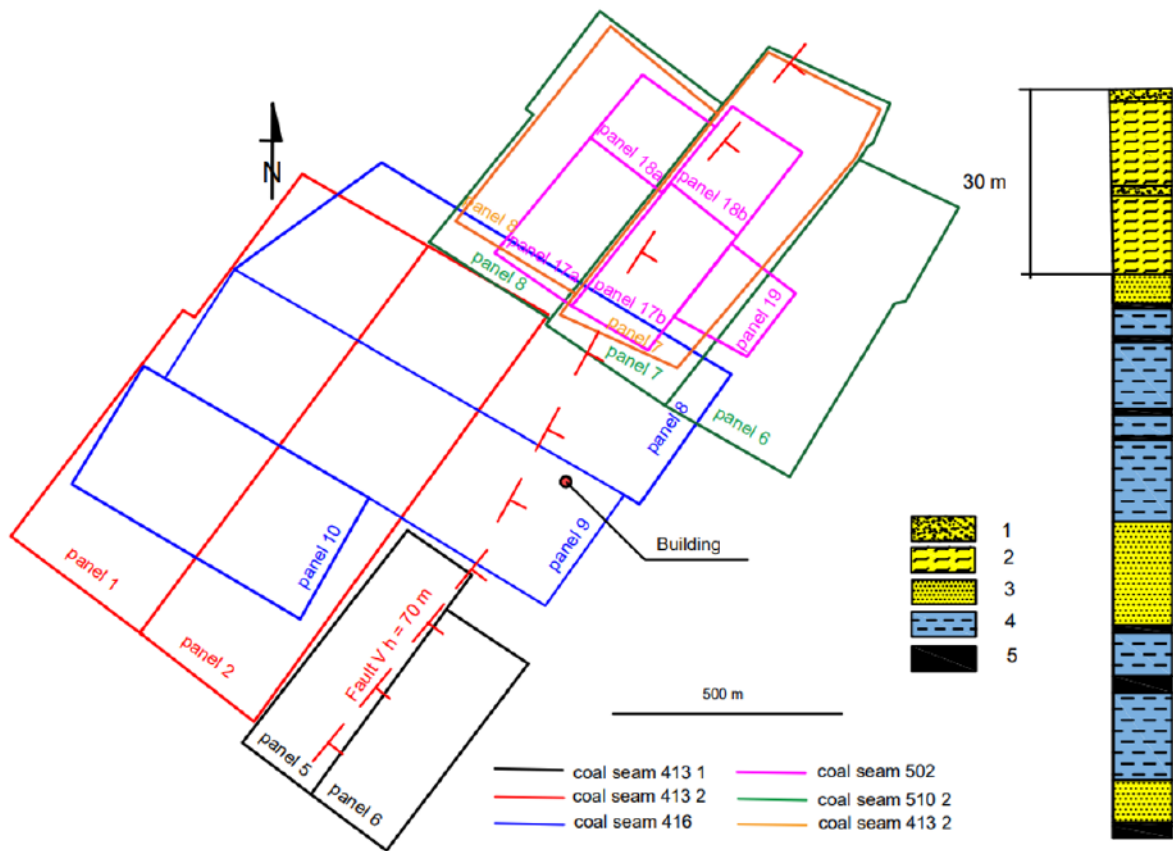 N
panel 8
panel 8
panel 17a
panel 18a
panel 18b
panel 17b
panel 7
panel 7
panel 19
panel 8
panel 6
panel 9
Building
panel 10
panel 1
panel 2
Fault V h = 70 m
panel 5
panel 6
500 m
coal seam 413 1
coal seam 413 2
coal seam 416
coal seam 502
coal seam 510 2
coal seam 413 2
30 m
1
2
3
4
5